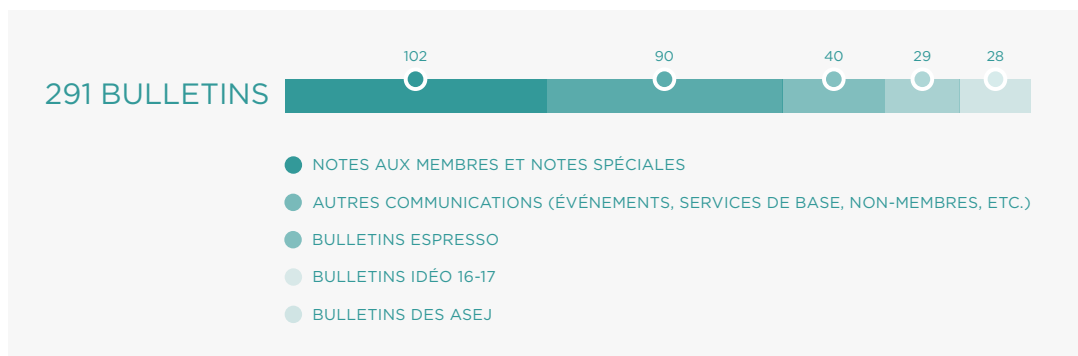 102 90 40 29 28
291 BULLETINS
NOTES AUX MEMBRES ET NOTES SPÉCIALES
AUTRES COMMUNICATIONS (ÉVÉNEMENTS, SERVICES DE BASE, NON-MEMBRES, ETC.)
BULLETINS ESPRESSO
BULLETINS IDÉO 16-17
BULLETINS DES ASEJ